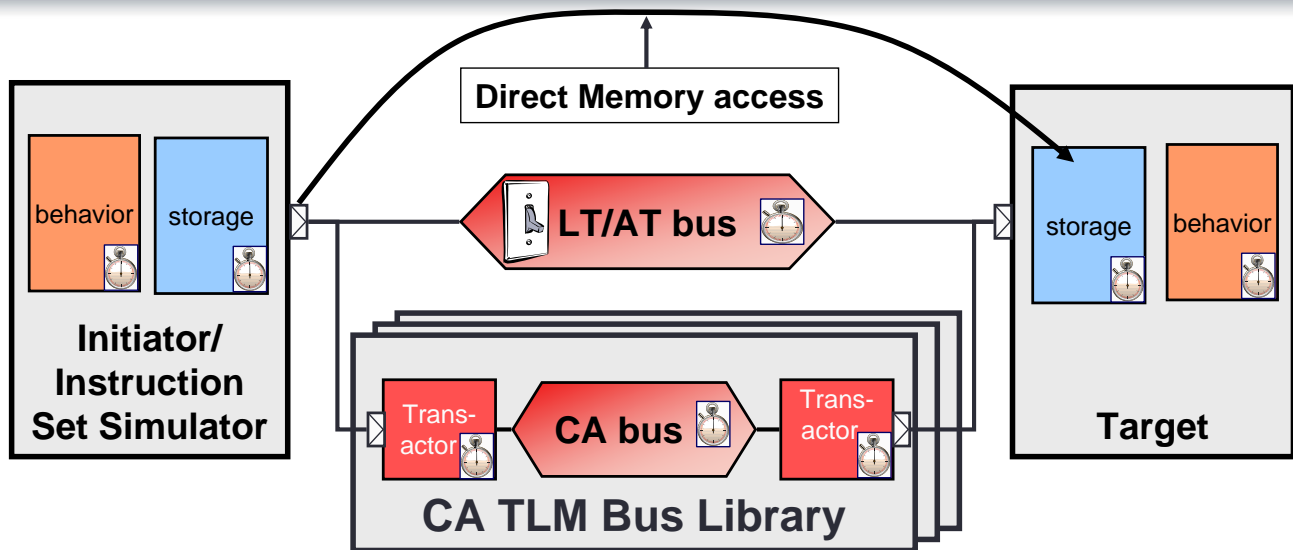 Direct Memory access
behavior
storage
Initiator/
Instruction
Set Simulator
LT/AT bus
Trans-
actor
CA bus
Trans-
actor
CA TLM Bus Library
storage
behavior
Target